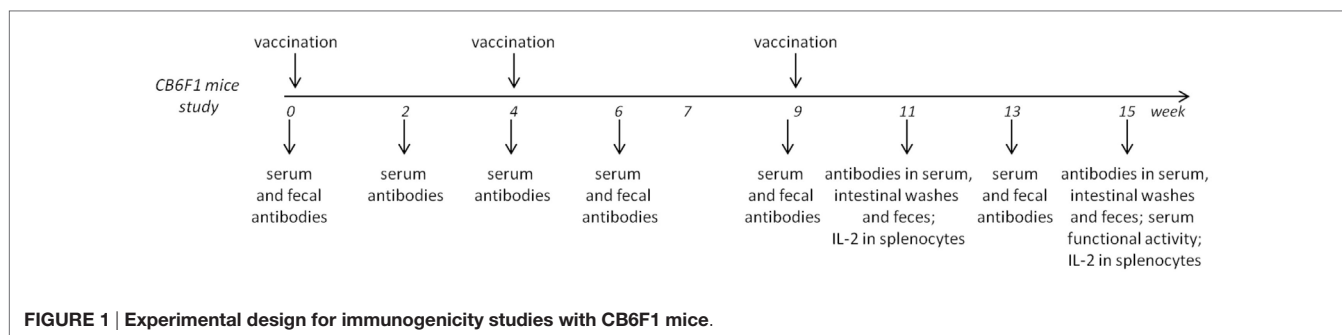 vaccination vaccination vaccination
CB6F1 mice
study
0 2 4 6 7 9 11 13 15 week
serum
and fecal
antibodies
serum
antibodies
serum
antibodies
serum
and fecal
antibodies
serum
and fecal
antibodies
antibodies in serum,
intestinal washes
and feces;
IL-2 in splenocytes
serum
and fecal
antibodies
antibodies in serum,
intestinal washes
and feces; serum
functional activity;
IL-2 in splenocytes
FIGURE 1 | Experimental design for immunogenicity studies with CB6F1 mice.